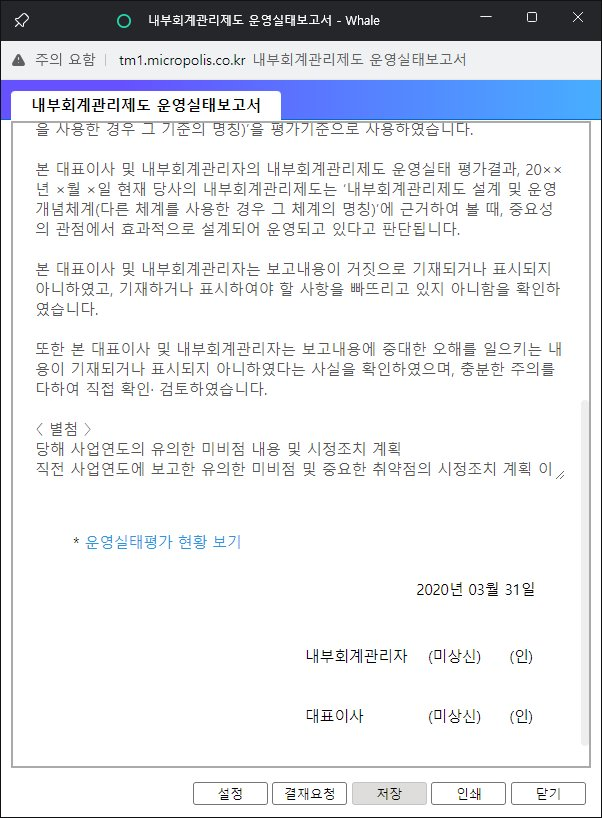 내부회계관리제도 운영실태보고서 - Whale
주의 요함 tm1.micropolis.co.kr 내부회계관리제도 운영실태보고서
내부회계관리제도 운영실태보고서
을 사용한 경우 그 기준의 명칭)’을 평가기준으로 사용하였습니다.
본 대표이사 및 내부회계관리자의 내부회계관리제도 운영실태 평가결과, 20××
년 ×월 ×일 현재 당사의 내부회계관리제도는 ‘내부회계관리제도 설계 및 운영
개념체계(다른 체계를 사용한 경우 그 체계의 명칭)’에 근거하여 볼 때, 중요성
의 관점에서 효과적으로 설계되어 운영되고 있다고 판단됩니다.
본 대표이사 및 내부회계관리자는 보고내용이 거짓으로 기재되거나 표시되지
아니하였고, 기재하거나 표시하여야 할 사항을 빠뜨리고 있지 아니함을 확인하
였습니다.
또한 본 대표이사 및 내부회계관리자는 보고내용에 중대한 오해를 일으키는 내
용이 기재되거나 표시되지 아니하였다는 사실을 확인하였으며, 충분한 주의를
다하여 직접 확인· 검토하였습니다.
〈 별첨 〉
당해 사업연도의 유의한 미비점 내용 및 시정조치 계획
직전 사업연도에 보고한 유의한 미비점 및 중요한 취약점의 시정조치 계획 이
* 운영실태평가 현황 보기
2020년 03월 31일
내부회계관리자 (미상신) (인)
대표이사 (미상신) (인)
설정 결재요청 저장 인쇄 닫기